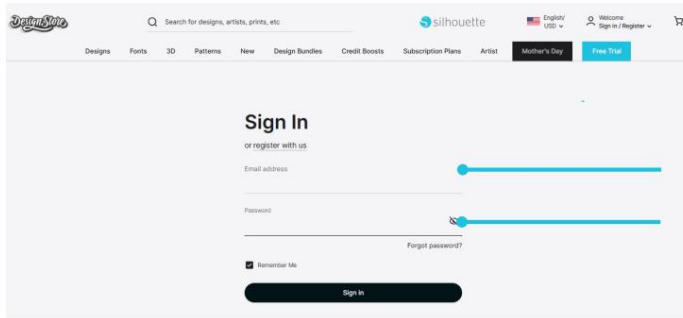 Design Store
Search for designs, artists, prints, etc
silhouette
English/
USD
Welcome
Sign In / Register
Designs Fonts 3D Patterns New Design Bundles Credit Boosts Subscription Plans Artist Mother's Day Free Trial
Sign In
or register with us
Email address
Password
Forgot password?
Remember Me
Sign in